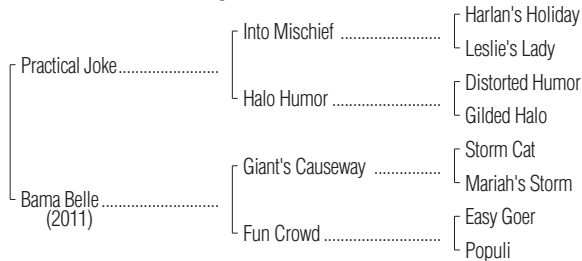 Harlan's Holiday
Into Mischief ....................
Leslie's Lady
Practical Joke....................
Distorted Humor
Halo Humor ......................
Gilded Halo
Storm Cat
Giant's Causeway ................
Mariah's Storm
Bama Belle.......................
(2011)
Easy Goer
Fun Crowd ........................
Populi